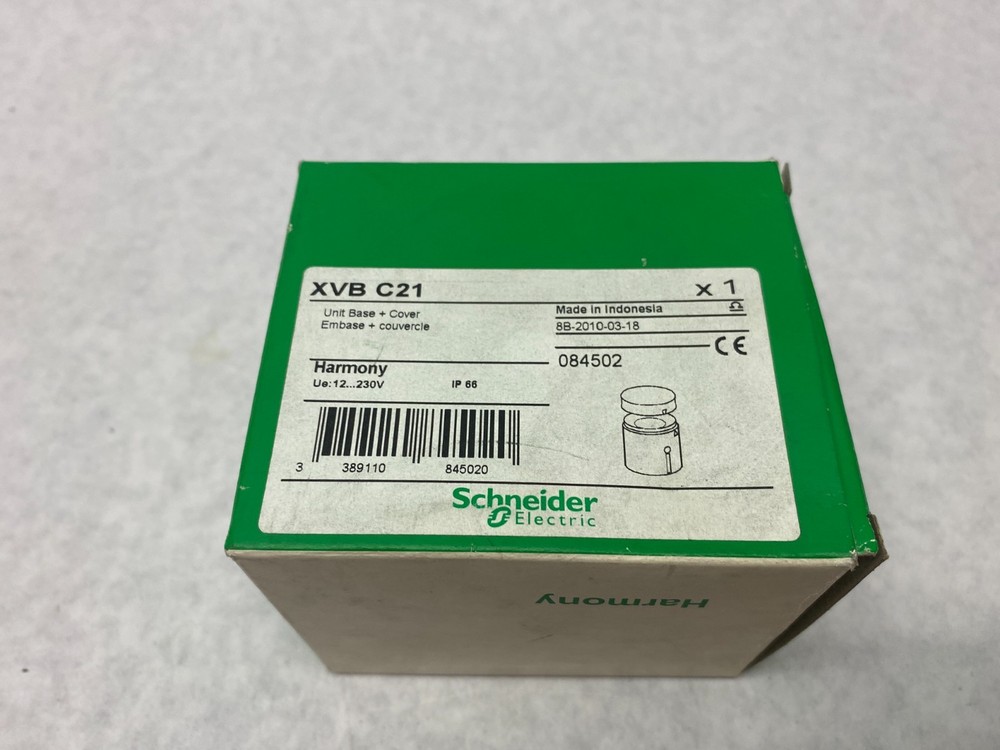 XVB C21 x 1
Unit Base + Cover
Embase + couvercle
Made in Indonesia
8B-2010-03-18
CE
084502
Harmony
Ue:12...230V IP 66
3 389110 845020
Schneider
Electric
Harmony